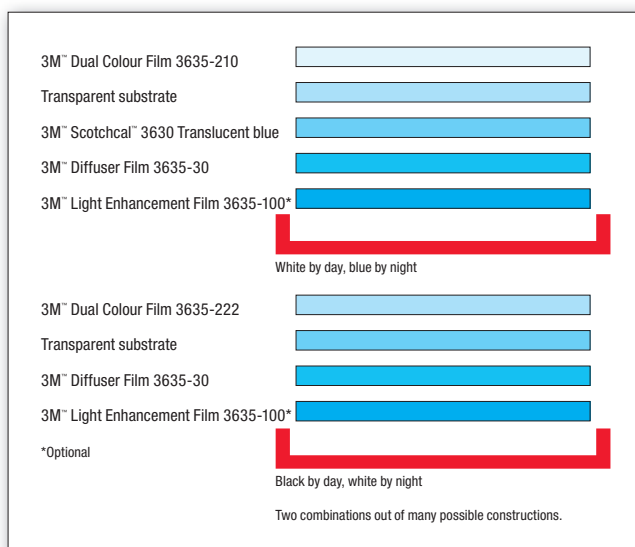 3M™ Dual Colour Film 3635-210
Transparent substrate
3M™ Scotchcal™ 3630 Translucent blue
3M™ Diffuser Film 3635-30
3M™ Light Enhancement Film 3635-100*
White by day, blue by night
3M™ Dual Colour Film 3635-222
Transparent substrate
3M™ Diffuser Film 3635-30
3M™ Light Enhancement Film 3635-100*
*Optional
Black by day, white by night
Two combinations out of many possible constructions.